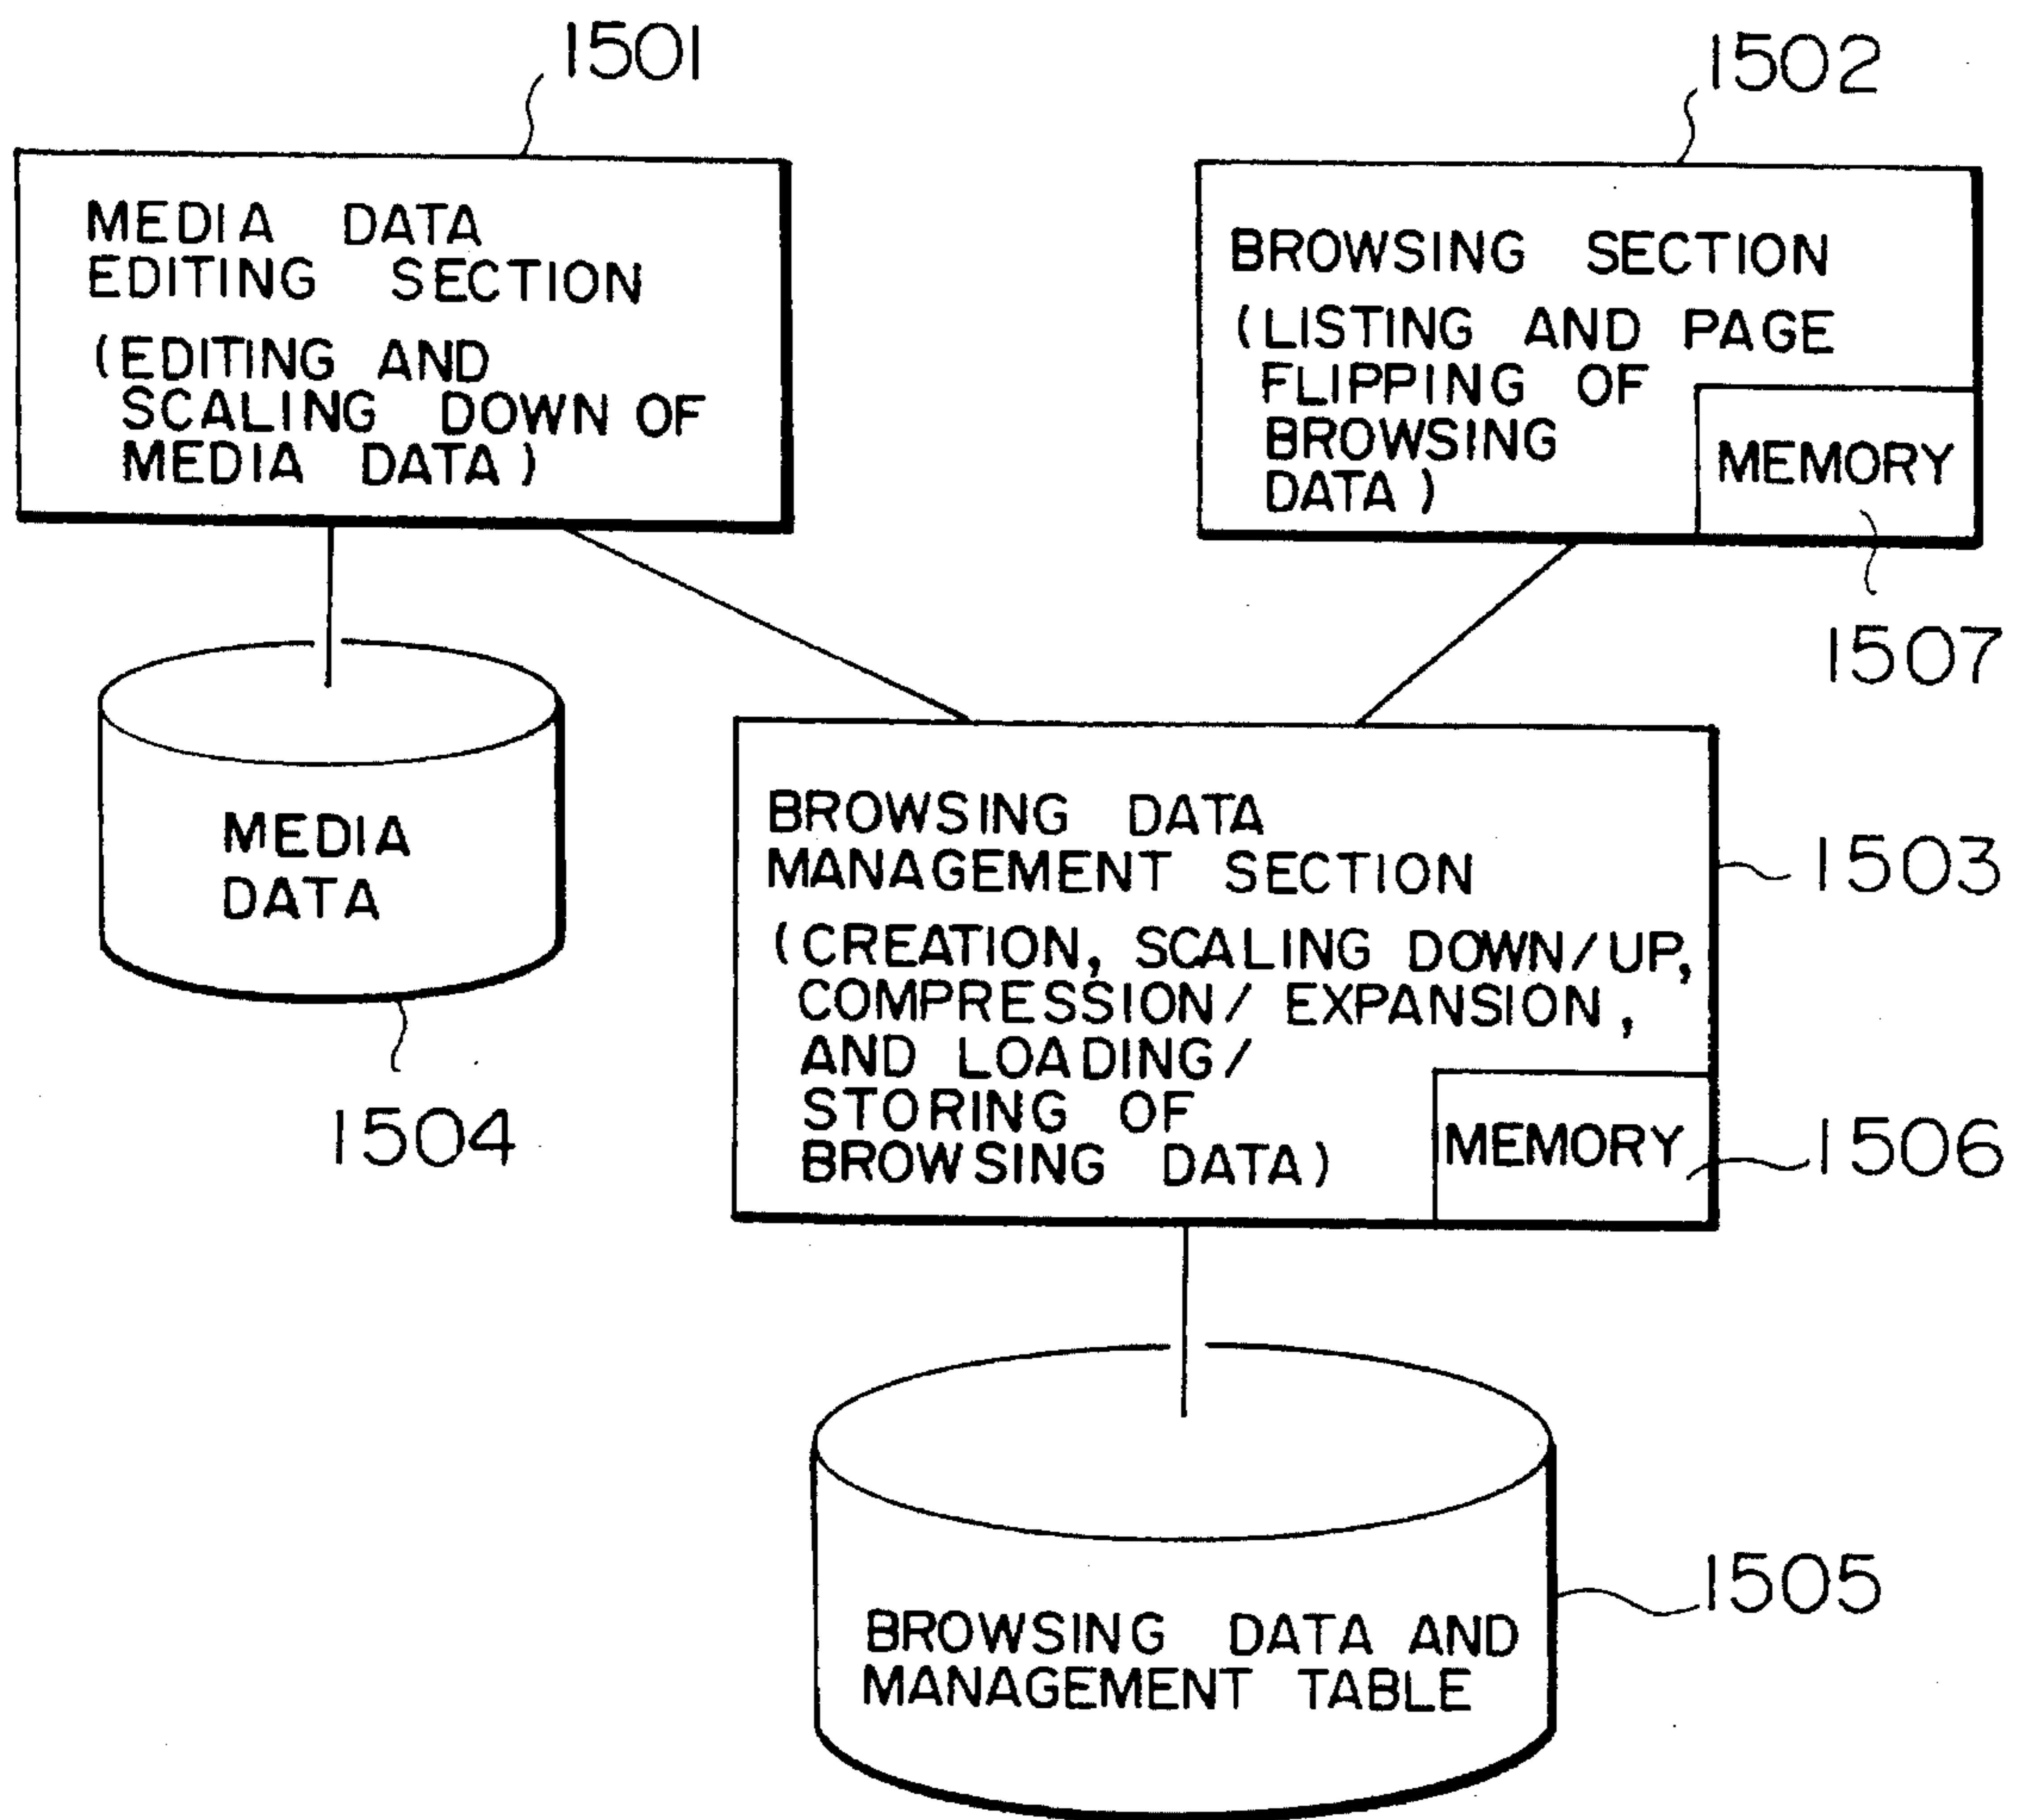 1501
MEDIA DATA
EDITING SECTION
(EDITING AND
SCALING DOWN OF
MEDIA DATA)
1502
BROWSING SECTION
(LISTING AND PAGE
FLIPPING OF
BROWSING
DATA)
MEMORY
1507
MEDIA
DATA
1504
BROWSING DATA
MANAGEMENT SECTION
(CREATION, SCALING DOWN/UP,
COMPRESSION/ EXPANSION,
AND LOADING/
STORING OF
BROWSING DATA)
1503
MEMORY
1506
BROWSING DATA AND
MANAGEMENT TABLE
1505